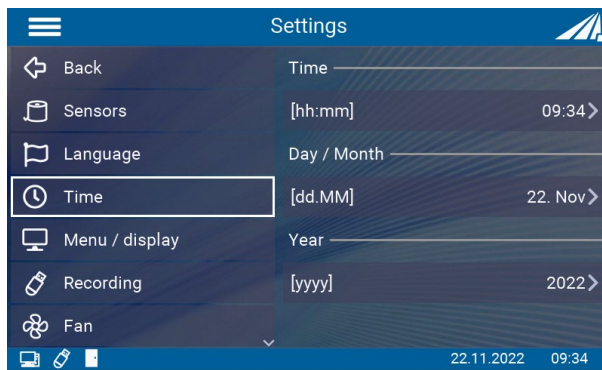 Settings
Back
Sensors
Language
Time
Menu / display
Recording
Fan
Time
[hh:mm] 09:34
Day / Month
[dd.MM] 22. Nov
Year
[yyyy] 2022
22.11.2022 09:34